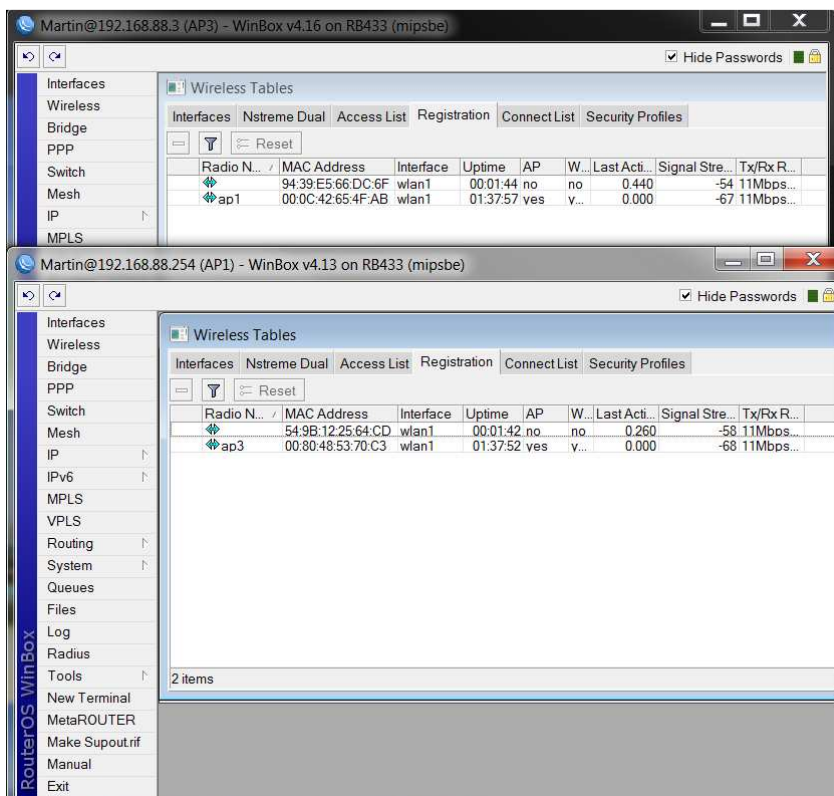 Martin@192.168.88.3 (AP3) - WinBox v4.16 on RB433 (mipsbe)
Hide Passwords
Interfaces
Wireless
Bridge
PPP
Switch
Mesh
IP
MPLS
Wireless Tables
Interfaces Nstreme Dual Access List Registration Connect List Security Profiles
Reset
Radio N... MAC Address Interface Uptime AP W... Last Acti... Signal Stre... Tx/Rx R...
94:39:E5:66:DC:6F wlan1 00:01:44 no no 0.440 -54 11Mbps...
ap1 00:0C:42:65:4F:AB wlan1 01:37:57 yes y... 0.000 -67 11Mbps...
Martin@192.168.88.254 (AP1) - WinBox v4.13 on RB433 (mipsbe)
Hide Passwords
Interfaces
Wireless
Bridge
PPP
Switch
Mesh
IP
IPv6
MPLS
VPLS
Routing
System
Queues
Files
Log
Radius
Tools
New Terminal
MetaROUTER
Make Supout.rif
Manual
Exit
RouterOS WinBox
Wireless Tables
Interfaces Nstreme Dual Access List Registration Connect List Security Profiles
Reset
Radio N... MAC Address Interface Uptime AP W... Last Acti... Signal Stre... Tx/Rx R...
54:9B:12:25:64:CD wlan1 00:01:42 no no 0.260 -58 11Mbps...
ap3 00:80:48:53:70:C3 wlan1 01:37:52 yes y... 0.000 -68 11Mbps...
2 items